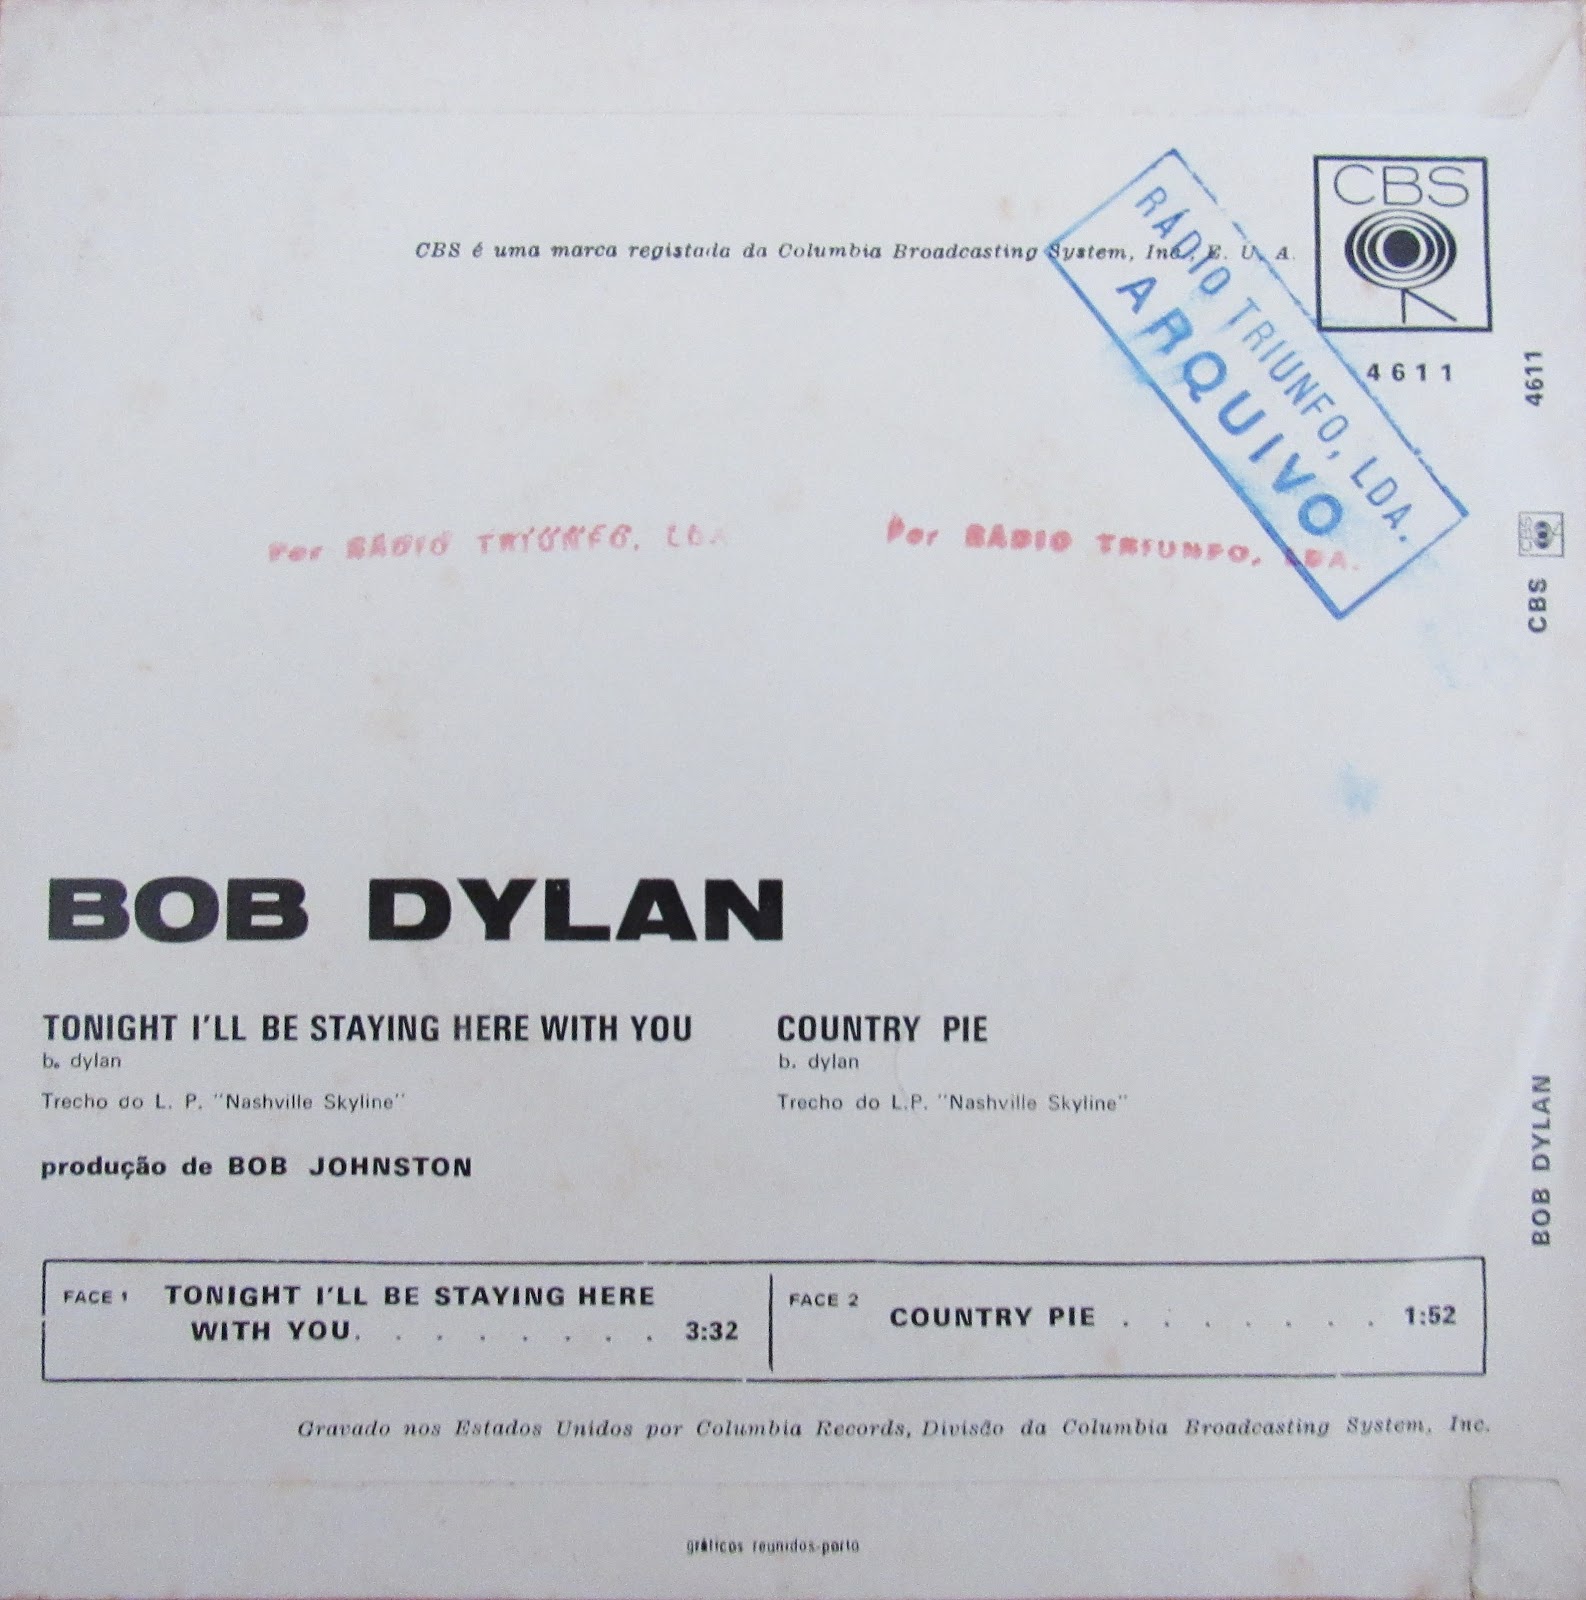 CBS
CBS é uma marca registada da Columbia Broadcasting System, Inc. E. U. A.
RÁDIO TRIUNFO, LDA.
ARQUIVO
4611
4611
CBS
CBS
Por RÁDIO TRIUNFO, LDA.
Por RÁDIO TRIUNFO, LDA.
BOB DYLAN
TONIGHT I'LL BE STAYING HERE WITH YOU
b. dylan
Trecho do L. P. "Nashville Skyline"
COUNTRY PIE
b. dylan
Trecho do L.P. "Nashville Skyline"
produção de BOB JOHNSTON
BOB DYLAN
FACE 1 TONIGHT I'LL BE STAYING HERE
WITH YOU. . . . . . . . 3:32
FACE 2 COUNTRY PIE . . . . . . . 1:52
Gravado nos Estados Unidos por Columbia Records, Divisão da Columbia Broadcasting System, Inc.
gráficos reunidos-porto